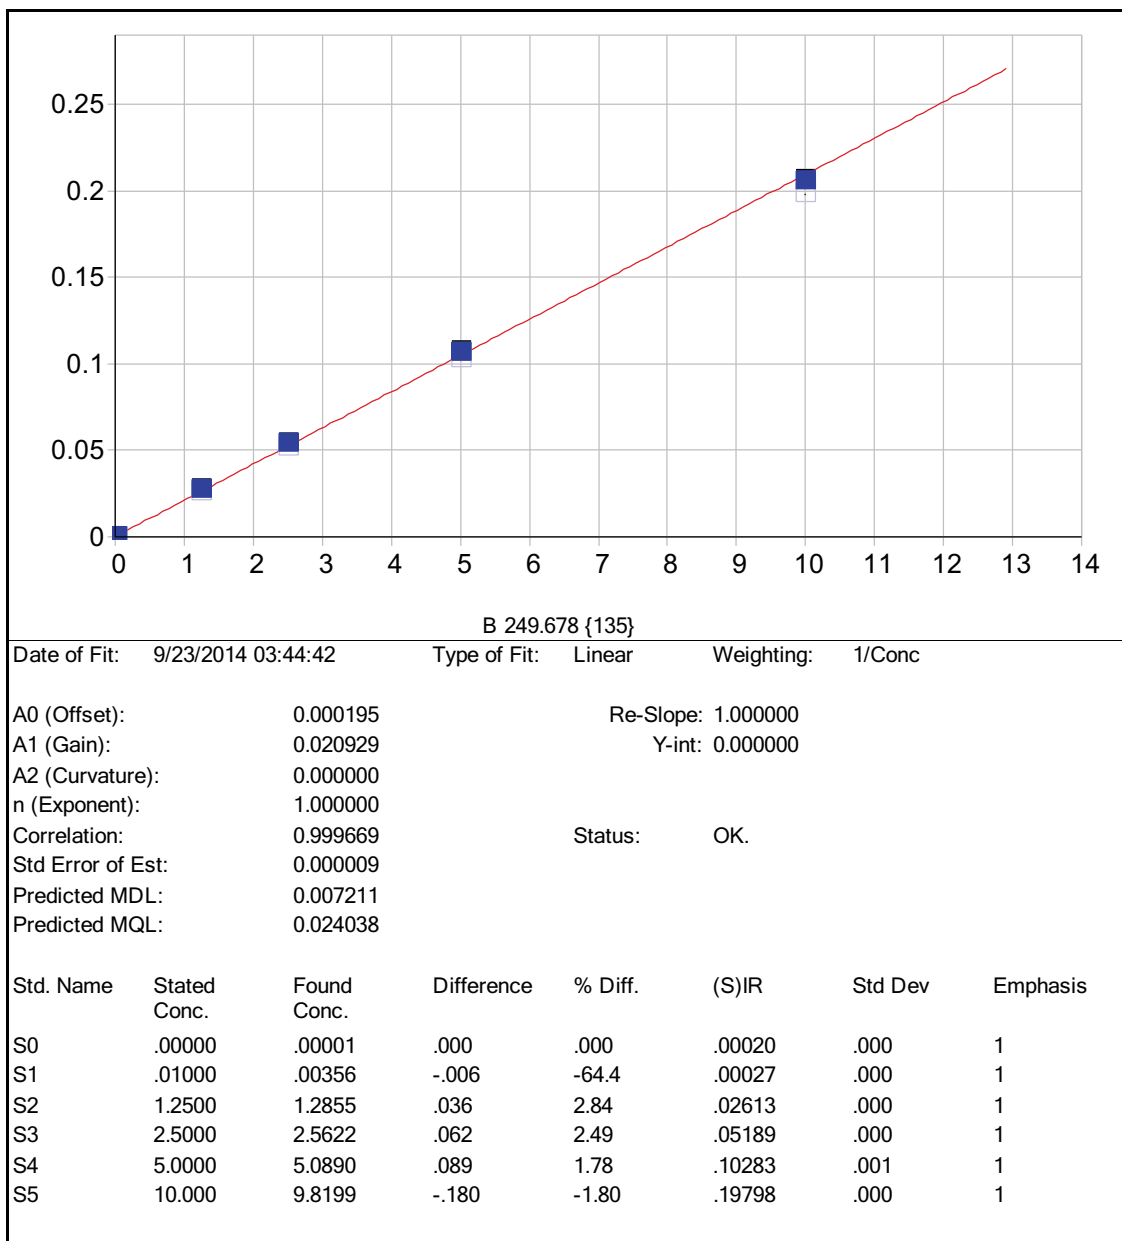 0.25
0.2
0.15
0.1
0.05
0
0 1 2 3 4 5 6 7 8 9 10 11 12 13 14
B 249.678 {135}
Date of Fit: 9/23/2014 03:44:42 Type of Fit: Linear Weighting: 1/Conc
A0 (Offset): 0.000195 Re-Slope: 1.000000
A1 (Gain): 0.020929 Y-int: 0.000000
A2 (Curvature): 0.000000
n (Exponent): 1.000000
Correlation: 0.999669 Status: OK.
Std Error of Est: 0.000009
Predicted MDL: 0.007211
Predicted MQL: 0.024038
Std. Name Stated Found Difference % Diff. (S)IR Std Dev Emphasis
Conc. Conc.
S0 .00000 .00001 .000 .000 .00020 .000 1
S1 .01000 .00356 -.006 -64.4 .00027 .000 1
S2 1.2500 1.2855 .036 2.84 .02613 .000 1
S3 2.5000 2.5622 .062 2.49 .05189 .000 1
S4 5.0000 5.0890 .089 1.78 .10283 .001 1
S5 10.000 9.8199 -.180 -1.80 .19798 .000 1